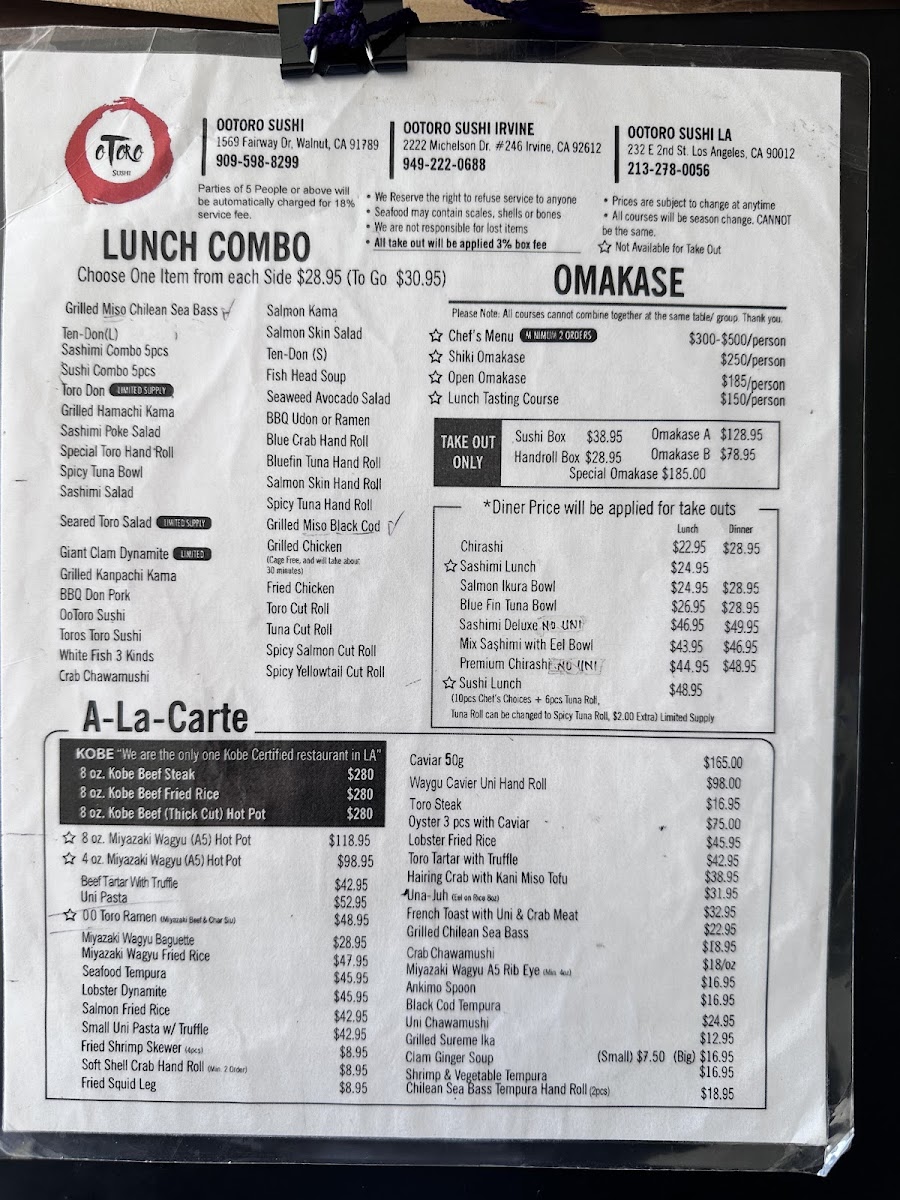 oToro
SUSHI
OOTORO SUSHI
1569 Fairway Dr, Walnut, CA 91789
909-598-8299
OOTORO SUSHI IRVINE
2222 Michelson Dr. #246 Irvine, CA 92612
949-222-0688
OOTORO SUSHI LA
232 E 2nd St. Los Angeles, CA 90012
213-278-0056
Parties of 5 People or above will
be automatically charged for 18%
service fee.
• We Reserve the right to refuse service to anyone
• Seafood may contain scales, shells or bones
• We are not responsible for lost items
• All take out will be applied 3% box fee
• Prices are subject to change at anytime
• All courses will be season change. CANNOT
be the same.
☆ Not Available for Take Out
LUNCH COMBO
Choose One Item from each Side $28.95 (To Go $30.95)
Grilled Miso Chilean Sea Bass
Ten-Don(L)
Sashimi Combo 5pcs
Sushi Combo 5pcs
Toro Don LIMITED SUPPLY
Grilled Hamachi Kama
Sashimi Poke Salad
Special Toro Hand Roll
Spicy Tuna Bowl
Sashimi Salad
Seared Toro Salad LIMITED SUPPLY
Giant Clam Dynamite LIMITED
Grilled Kanpachi Kama
BBQ Don Pork
OoToro Sushi
Toros Toro Sushi
White Fish 3 Kinds
Crab Chawamushi
Salmon Kama
Salmon Skin Salad
Ten-Don (S)
Fish Head Soup
Seaweed Avocado Salad
BBQ Udon or Ramen
Blue Crab Hand Roll
Bluefin Tuna Hand Roll
Salmon Skin Hand Roll
Spicy Tuna Hand Roll
Grilled Miso Black Cod
Grilled Chicken
(Cage Free, and will take about
30 minutes)
Fried Chicken
Toro Cut Roll
Tuna Cut Roll
Spicy Salmon Cut Roll
Spicy Yellowtail Cut Roll
OMAKASE
Please Note: All courses cannot combine together at the same table/ group. Thank you.
☆ Chef's Menu MINIMUM 2 ORDERS $300-$500/person
☆ Shiki Omakase $250/person
☆ Open Omakase $185/person
☆ Lunch Tasting Course $150/person
TAKE OUT
ONLY
Sushi Box $38.95 Omakase A $128.95
Handroll Box $28.95 Omakase B $78.95
Special Omakase $185.00
*Diner Price will be applied for take outs
Lunch Dinner
Chirashi $22.95 $28.95
☆ Sashimi Lunch $24.95
Salmon Ikura Bowl $24.95 $28.95
Blue Fin Tuna Bowl $26.95 $28.95
Sashimi Deluxe NO UNI $46.95 $49.95
Mix Sashimi with Eel Bowl $43.95 $46.95
Premium Chirashi NO UNI $44.95 $48.95
☆ Sushi Lunch $48.95
(10pcs Chef's Choices + 6pcs Tuna Roll,
Tuna Roll can be changed to Spicy Tuna Roll, $2.00 Extra) Limited Supply
A-La-Carte
KOBE "We are the only one Kobe Certified restaurant in LA"
8 oz. Kobe Beef Steak $280
8 oz. Kobe Beef Fried Rice $280
8 oz. Kobe Beef (Thick Cut) Hot Pot $280
☆ 8 oz. Miyazaki Wagyu (A5) Hot Pot $118.95
☆ 4 oz. Miyazaki Wagyu (A5) Hot Pot $98.95
Beef Tartar With Truffle $42.95
Uni Pasta $52.95
☆ OO Toro Ramen (Miyazaki Beef & Char Siu) $48.95
Miyazaki Wagyu Baguette $28.95
Miyazaki Wagyu Fried Rice $47.95
Seafood Tempura $45.95
Lobster Dynamite $45.95
Salmon Fried Rice $42.95
Small Uni Pasta w/ Truffle $42.95
Fried Shrimp Skewer (4pcs) $8.95
Soft Shell Crab Hand Roll (Min. 2 Order) $8.95
Fried Squid Leg $8.95
Caviar 50g $165.00
Waygu Cavier Uni Hand Roll $98.00
Toro Steak $16.95
Oyster 3 pcs with Caviar $75.00
Lobster Fried Rice $45.95
Toro Tartar with Truffle $42.95
Hairing Crab with Kani Miso Tofu $38.95
Una-Juh (Eel on Rice 8oz) $31.95
French Toast with Uni & Crab Meat $32.95
Grilled Chilean Sea Bass $22.95
Crab Chawamushi $18.95
Miyazaki Wagyu A5 Rib Eye (Min. 4oz) $18/oz
Ankimo Spoon $16.95
Black Cod Tempura $16.95
Uni Chawamushi $24.95
Grilled Sureme Ika $12.95
Clam Ginger Soup (Small) $7.50 (Big) $16.95
Shrimp & Vegetable Tempura $16.95
Chilean Sea Bass Tempura Hand Roll (2pcs) $18.95